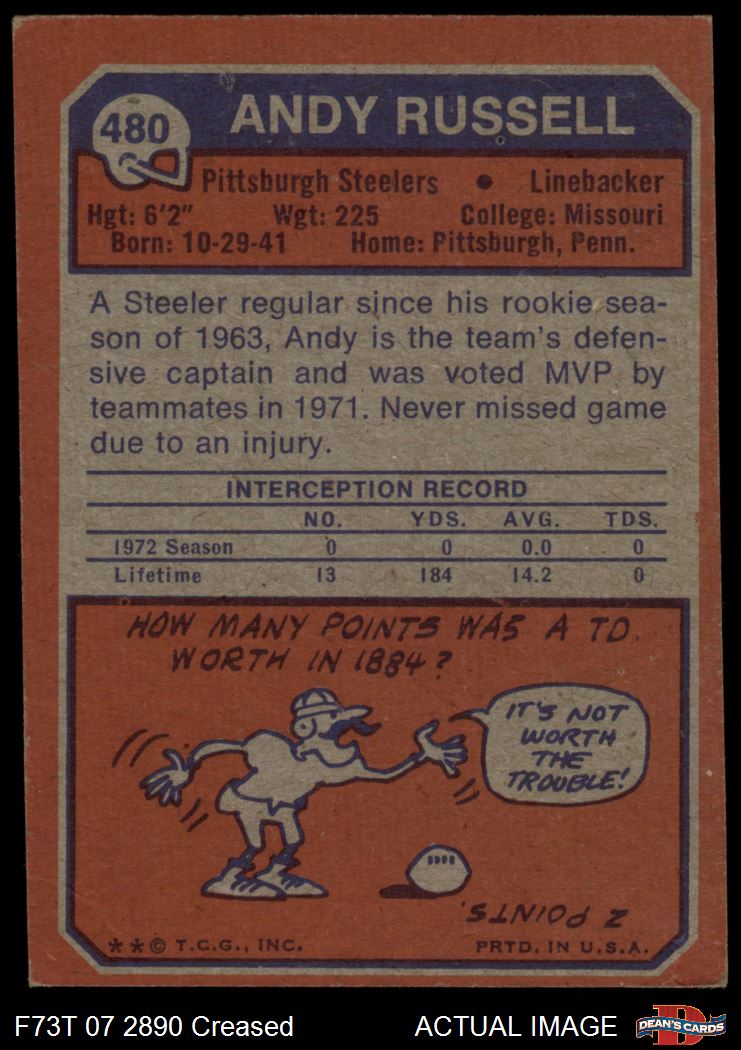 480
ANDY RUSSELL
Pittsburgh Steelers • Linebacker
Hgt: 6'2" Wgt: 225 College: Missouri
Born: 10-29-41 Home: Pittsburgh, Penn.
A Steeler regular since his rookie sea-
son of 1963, Andy is the team's defen-
sive captain and was voted MVP by
teammates in 1971. Never missed game
due to an injury.
INTERCEPTION RECORD
NO. YDS. AVG. TDS.
1972 Season 0 0 0.0 0
Lifetime 13 184 14.2 0
HOW MANY POINTS WAS A TD.
WORTH IN 1884?
IT'S NOT
WORTH
THE
TROUBLE!
2 POINTS.
**© T.C.G., INC. PRTD. IN U.S.A.
F73T 07 2890 Creased ACTUAL IMAGE
D
DEAN'S CARDS